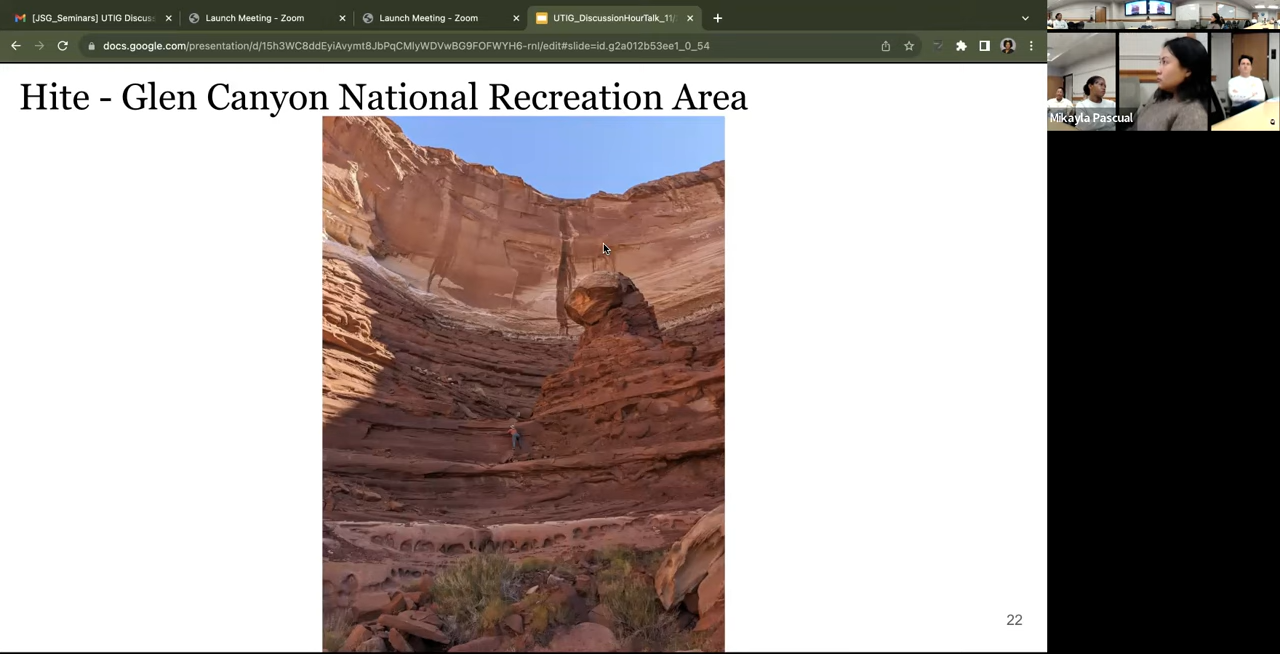 [JSG_Seminars] UTIG Discus
Launch Meeting - Zoom
Launch Meeting - Zoom
UTIG_DiscussionHourTalk_11/
docs.google.com/presentation/d/15h3WC8ddEyiAvymt8JbPqCMlyWDVwBG9FOFWYH6-rnI/edit#slide=id.g2a012b53ee1_0_54
Hite - Glen Canyon National Recreation Area
Mikayla Pascual
22